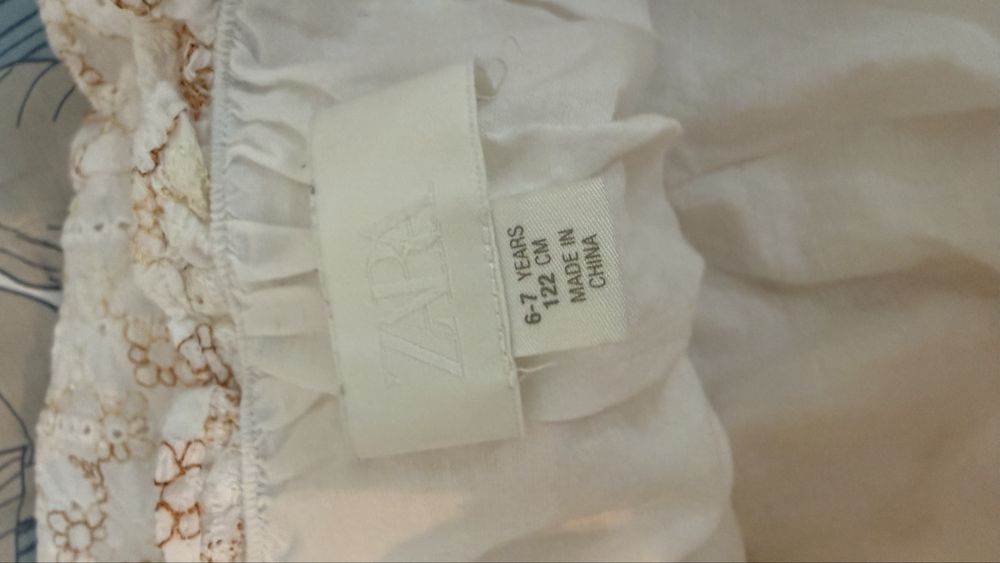 ZARA
6-7 YEARS
122 CM
MADE IN
CHINA